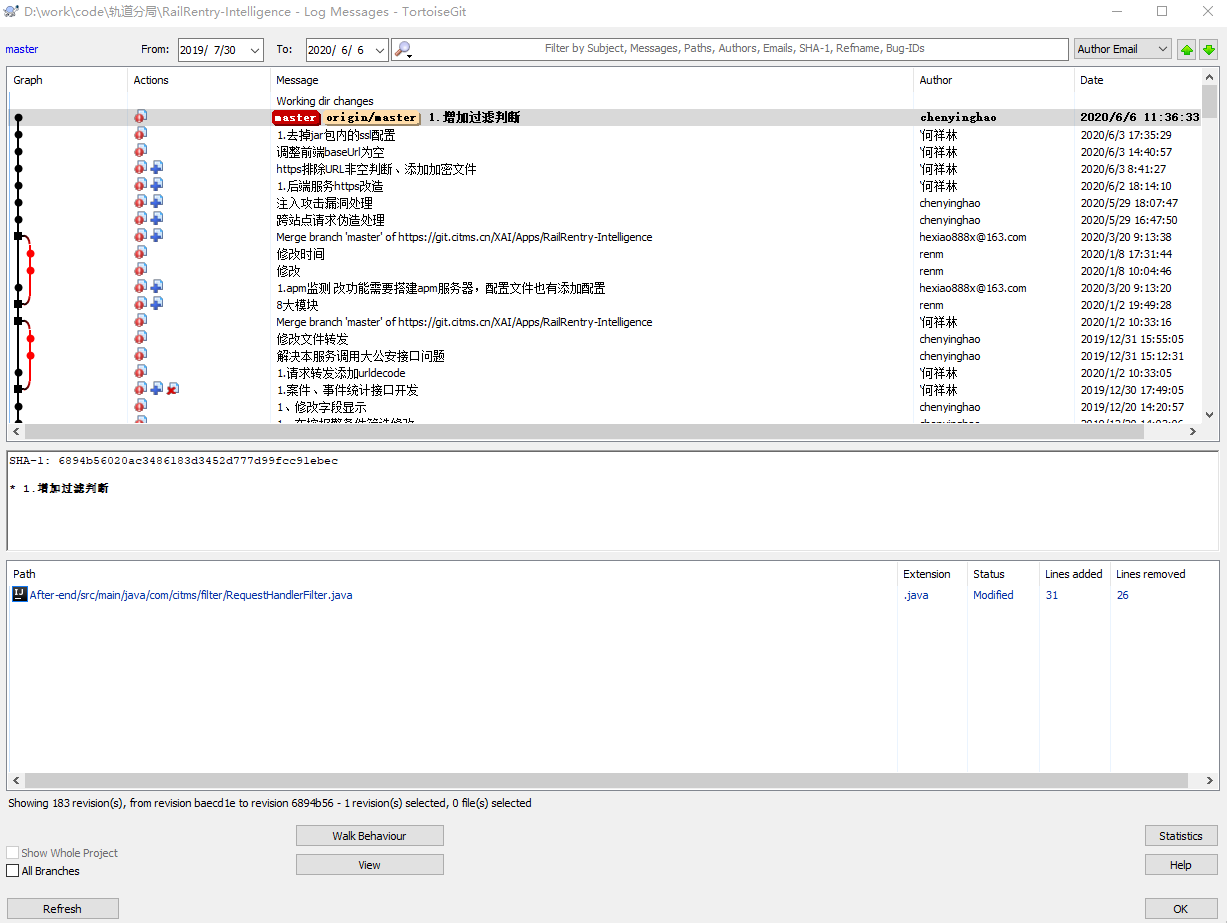 D:\work\code\轨道分局\RailRentry-Intelligence - Log Messages - TortoiseGit
master From: 2019/ 7/30 To: 2020/ 6/ 6 Filter by Subject, Messages, Paths, Authors, Emails, SHA-1, Refname, Bug-IDs Author Email
Graph Actions Message Author Date
Working dir changes
master origin/master 1.增加过滤判断 chenyinghao 2020/6/6 11:36:33
1.去掉jar包内的ssl配置 '何祥林 2020/6/3 17:35:29
调整前端baseUrl为空 '何祥林 2020/6/3 14:40:57
https排除URL非空判断、添加加密文件 '何祥林 2020/6/3 8:41:27
1.后端服务https改造 '何祥林 2020/6/2 18:14:10
注入攻击漏洞处理 chenyinghao 2020/5/29 18:07:47
跨站点请求伪造处理 chenyinghao 2020/5/29 16:47:50
Merge branch 'master' of https://git.citms.cn/XAI/Apps/RailRentry-Intelligence hexiao888x@163.com 2020/3/20 9:13:38
修改时间 renm 2020/1/8 17:31:44
修改 renm 2020/1/8 10:04:46
1.apm监测 改功能需要搭建apm服务器，配置文件也有添加配置 hexiao888x@163.com 2020/3/20 9:13:20
8大模块 renm 2020/1/2 19:49:28
Merge branch 'master' of https://git.citms.cn/XAI/Apps/RailRentry-Intelligence '何祥林 2020/1/2 10:33:16
修改文件转发 chenyinghao 2019/12/31 15:55:05
解决本服务调用大公安接口问题 chenyinghao 2019/12/31 15:12:31
1.请求转发添加urldecode '何祥林 2020/1/2 10:33:05
1.案件、事件统计接口开发 '何祥林 2019/12/30 17:49:05
1、修改字段显示 chenyinghao 2019/12/20 14:20:57
SHA-1: 6894b56020ac3486183d3452d777d99fcc91ebec
* 1.增加过滤判断
Path Extension Status Lines added Lines removed
After-end/src/main/java/com/citms/filter/RequestHandlerFilter.java .java Modified 31 26
Showing 183 revision(s), from revision baecd1e to revision 6894b56 - 1 revision(s) selected, 0 file(s) selected
Walk Behaviour Statistics
Show Whole Project
View Help
All Branches
Refresh OK